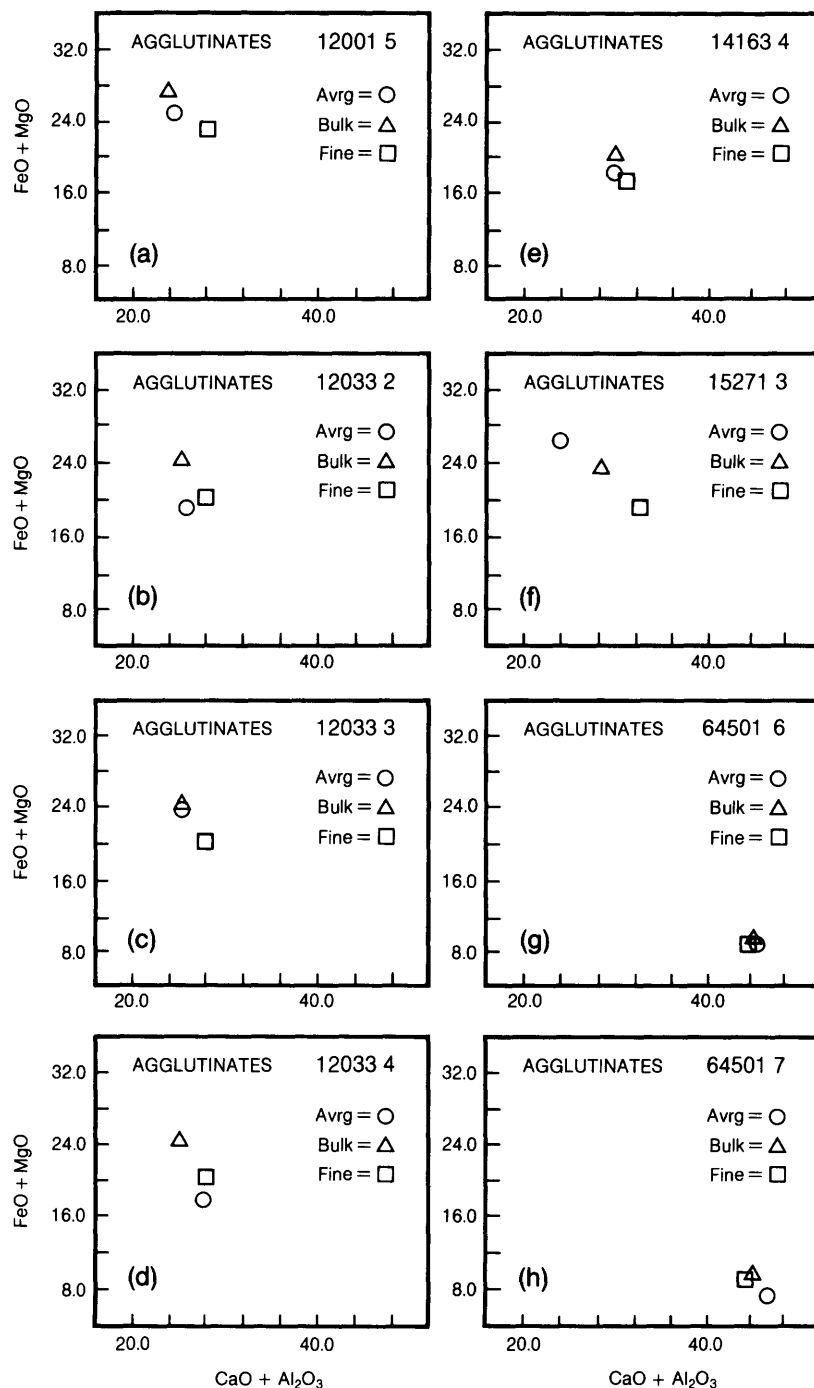 AGGLUTINATES 12001 5
Avrg = ○
Bulk = △
Fine = □
32.0
24.0
16.0
8.0
FeO + MgO
(a)
20.0 40.0
AGGLUTINATES 12033 2
Avrg = ○
Bulk = △
Fine = □
32.0
24.0
16.0
8.0
FeO + MgO
(b)
20.0 40.0
AGGLUTINATES 12033 3
Avrg = ○
Bulk = △
Fine = □
32.0
24.0
16.0
8.0
FeO + MgO
(c)
20.0 40.0
AGGLUTINATES 12033 4
Avrg = ○
Bulk = △
Fine = □
32.0
24.0
16.0
8.0
FeO + MgO
(d)
20.0 40.0
CaO + Al₂O₃
AGGLUTINATES 14163 4
Avrg = ○
Bulk = △
Fine = □
32.0
24.0
16.0
8.0
(e)
20.0 40.0
AGGLUTINATES 15271 3
Avrg = ○
Bulk = △
Fine = □
32.0
24.0
16.0
8.0
(f)
20.0 40.0
AGGLUTINATES 64501 6
Avrg = ○
Bulk = △
Fine = □
32.0
24.0
16.0
8.0
(g)
20.0 40.0
AGGLUTINATES 64501 7
Avrg = ○
Bulk = △
Fine = □
32.0
24.0
16.0
8.0
(h)
20.0 40.0
CaO + Al₂O₃